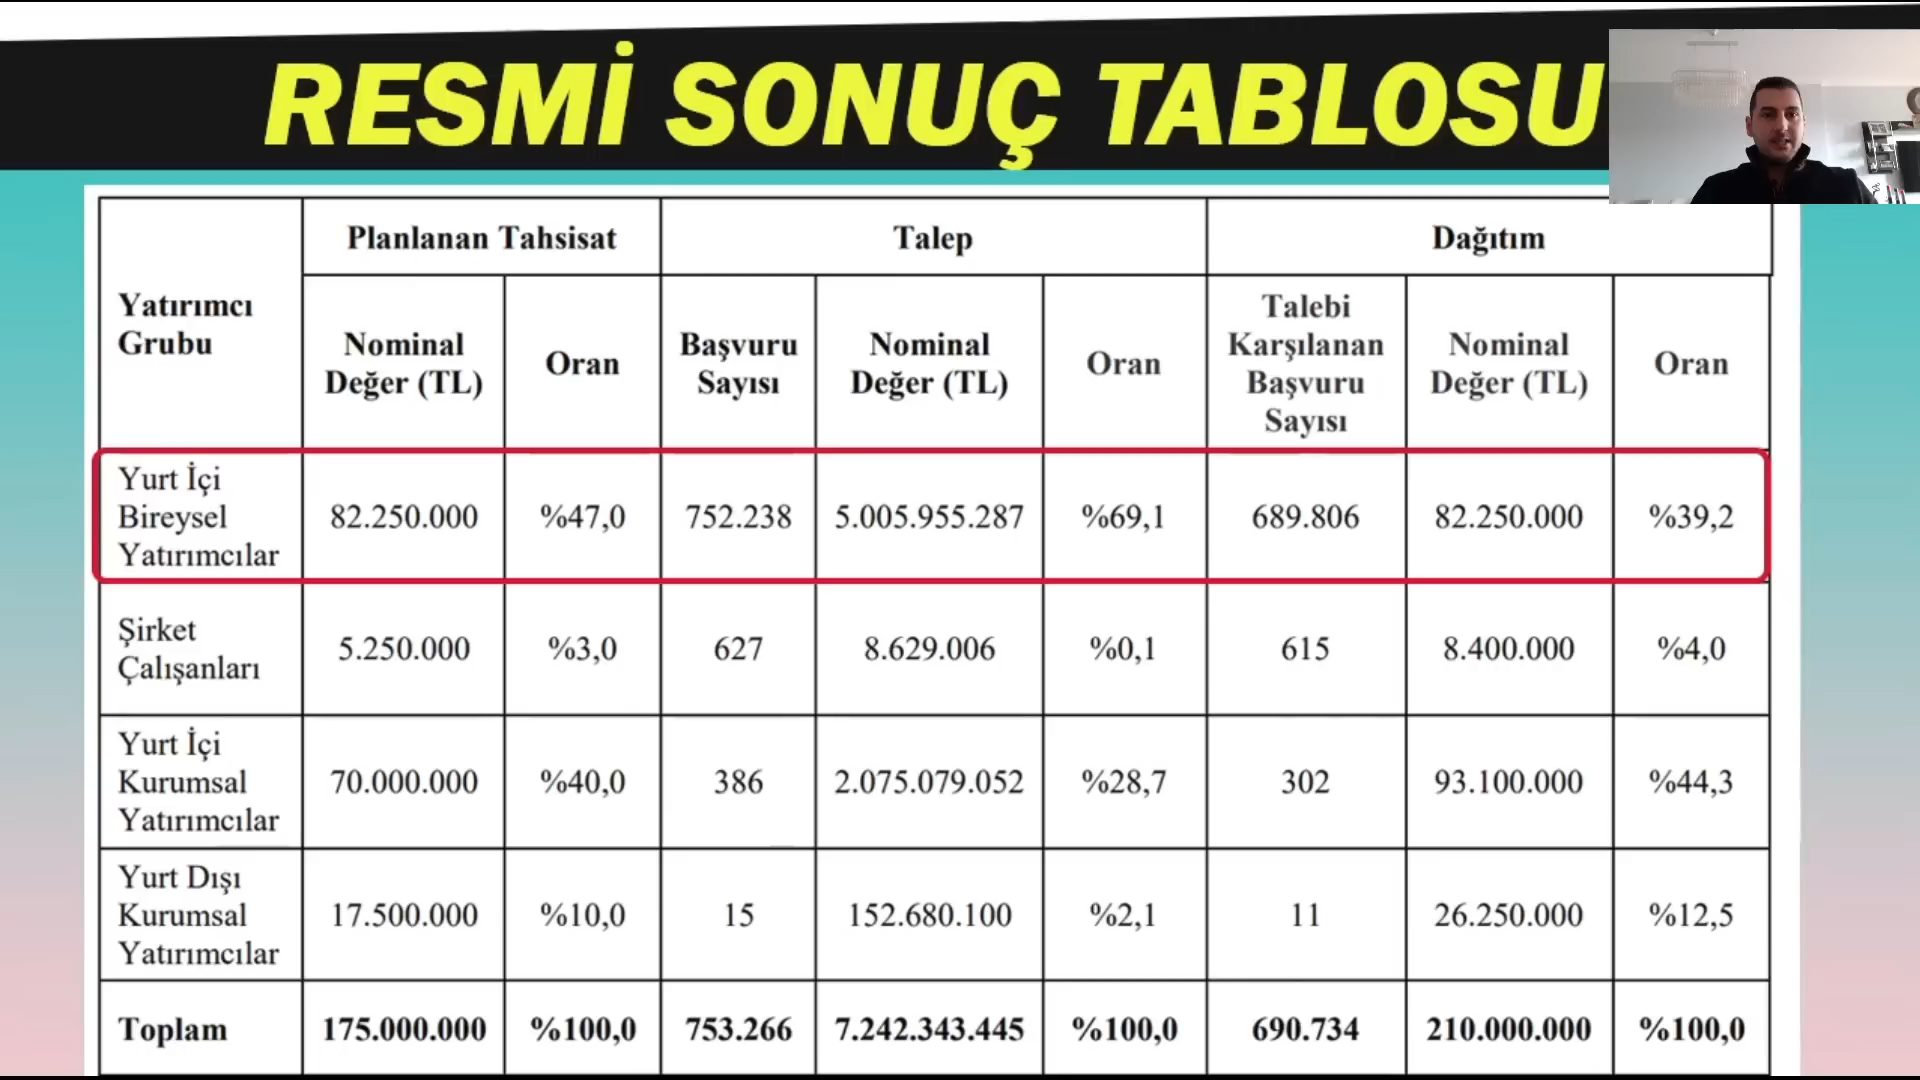 RESMİ SONUÇ TABLOSU
Planlanan Tahsisat Talep Dağıtım
Yatırımcı
Grubu
Nominal
Değer (TL)
Oran
Başvuru
Sayısı
Nominal
Değer (TL)
Oran
Talebi
Karşılanan
Başvuru
Sayısı
Nominal
Değer (TL)
Oran
Yurt İçi
Bireysel
Yatırımcılar
82.250.000 %47,0 752.238 5.005.955.287 %69,1 689.806 82.250.000 %39,2
Şirket
Çalışanları
5.250.000 %3,0 627 8.629.006 %0,1 615 8.400.000 %4,0
Yurt İçi
Kurumsal
Yatırımcılar
70.000.000 %40,0 386 2.075.079.052 %28,7 302 93.100.000 %44,3
Yurt Dışı
Kurumsal
Yatırımcılar
17.500.000 %10,0 15 152.680.100 %2,1 11 26.250.000 %12,5
Toplam 175.000.000 %100,0 753.266 7.242.343.445 %100,0 690.734 210.000.000 %100,0